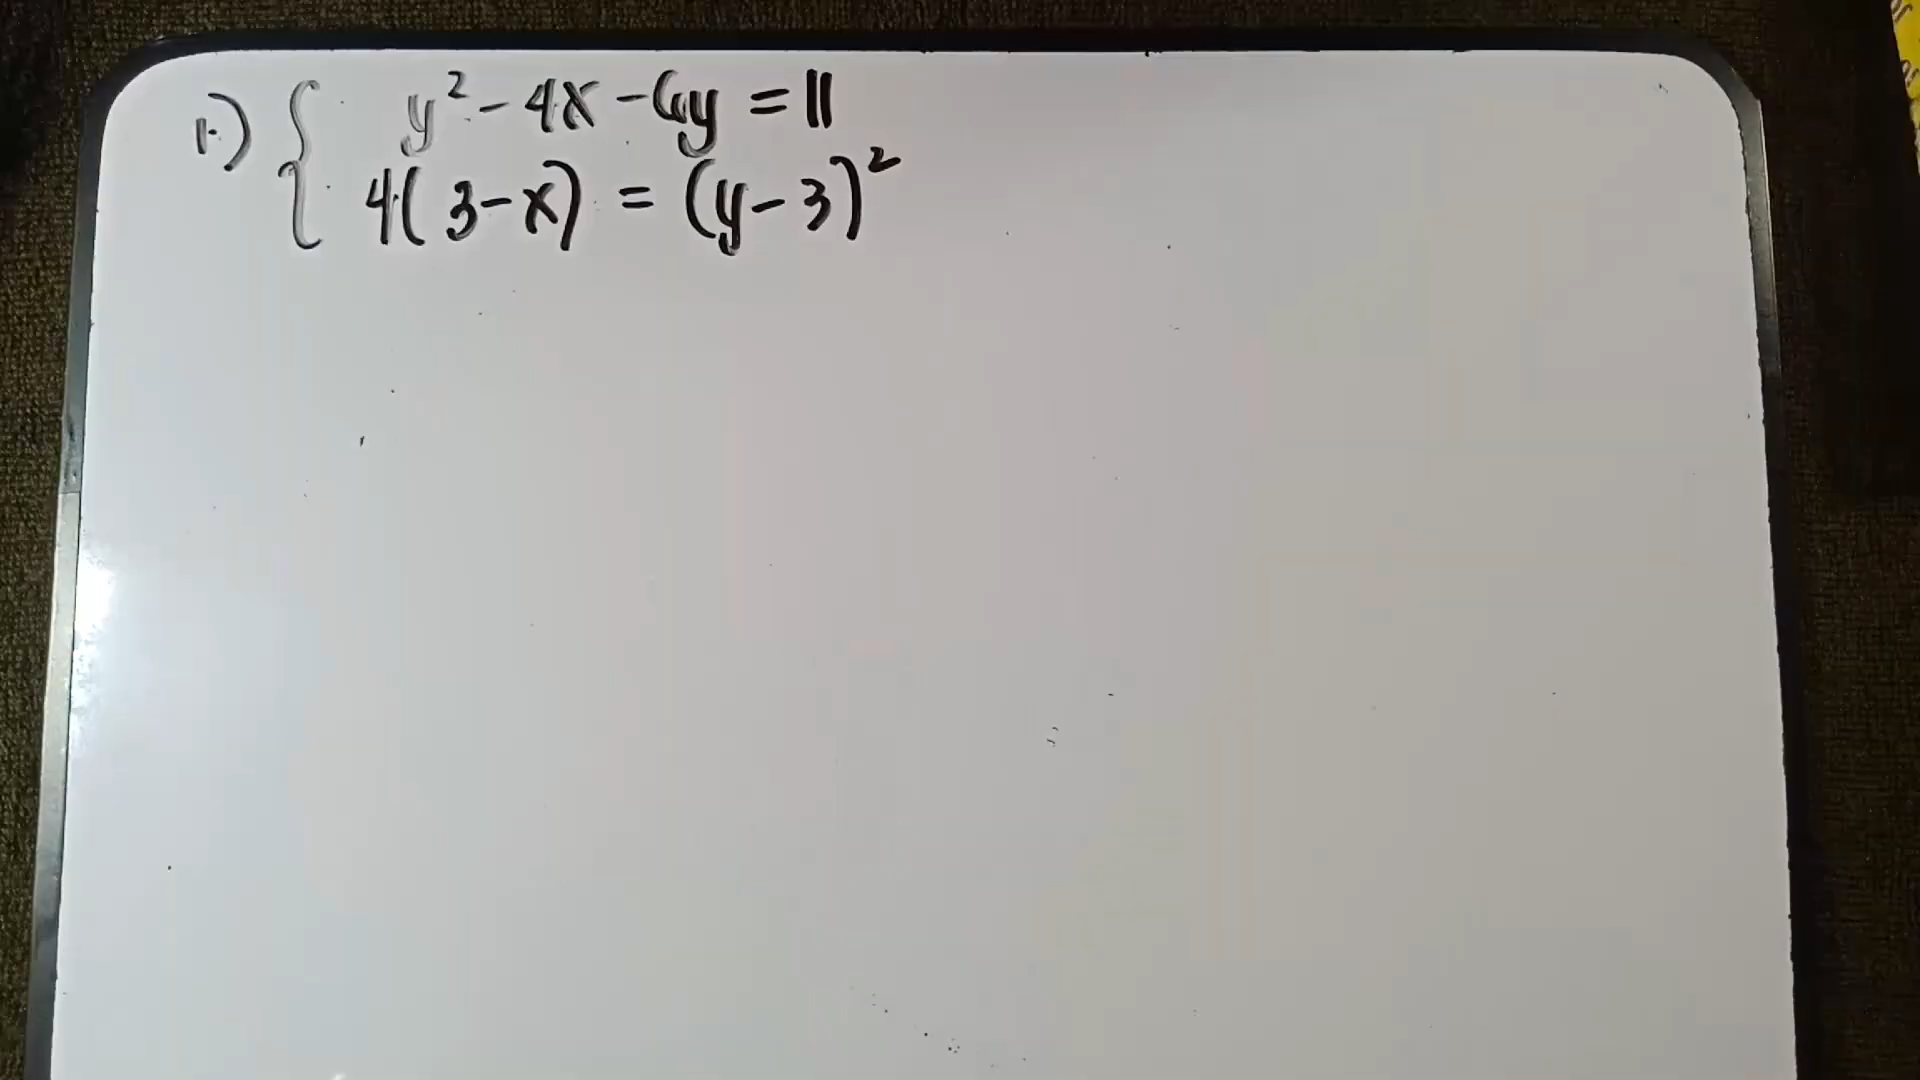 1.) { y² - 4x - 6y = 11
4(3-x) = (y-3)²